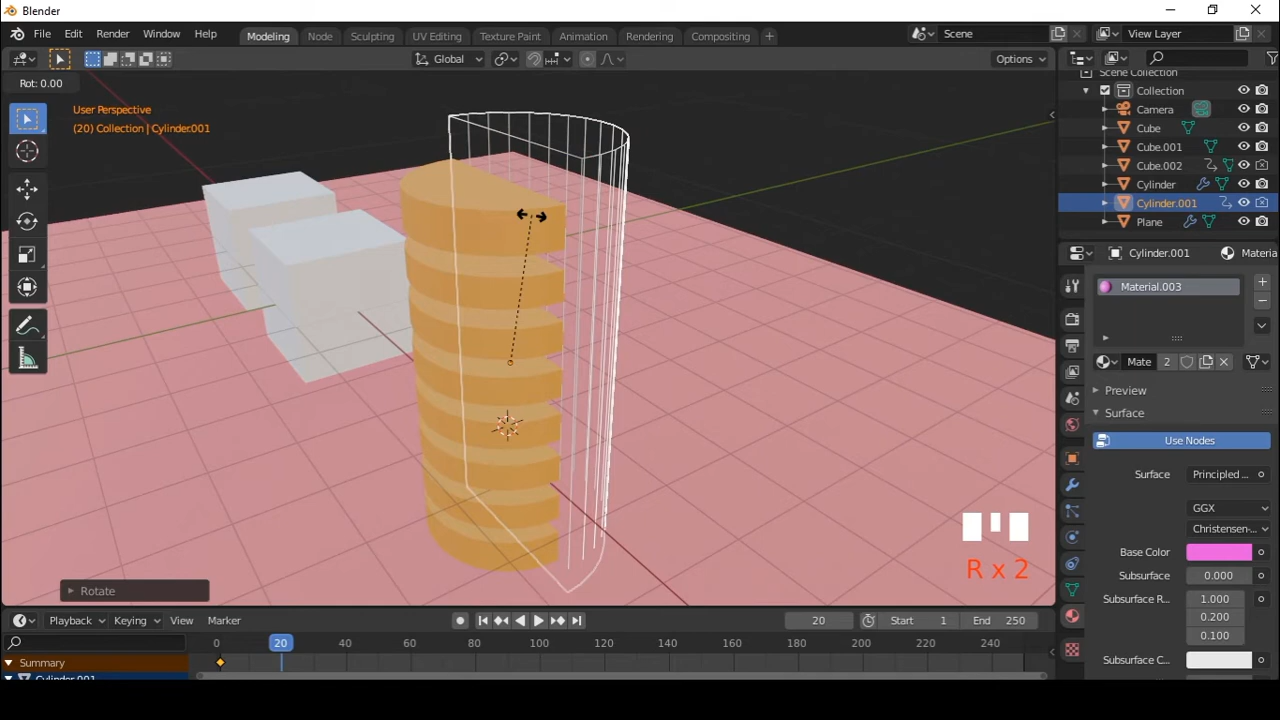 Blender
File Edit Render Window Help Modeling Node Sculpting UV Editing Texture Paint Shading Animation Rendering Compositing + Scene View Layer
Global Options
Rot: 0.00
User Perspective
(20) Collection | Cylinder.001
Scene Collection
Collection
Camera
Cube
Cube.001
Cube.002
Cylinder
Cylinder.001
Plane
Cylinder.001 Materia
Material.003
Mate 2
Preview
Surface
Use Nodes
Surface Principled ...
GGX
Christensen-...
Base Color
Subsurface 0.000
Subsurface R... 1.000
0.200
0.100
Subsurface C...
R x 2
Rotate
Playback Keying View Marker 20 Start 1 End 250
0 20 40 60 80 100 120 140 160 180 200 220 240
Summary
Cylinder.001